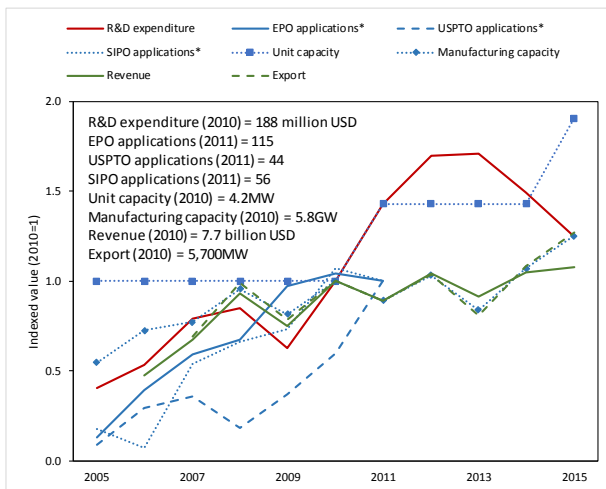 R&D expenditure
EPO applications*
USPTO applications*
SIPO applications*
Unit capacity
Manufacturing capacity
Revenue
Export
2.0
1.5
1.0
0.5
0.0
Indexed value (2010=1)
R&D expenditure (2010) = 188 million USD
EPO applications (2011) = 115
USPTO applications (2011) = 44
SIPO applications (2011) = 56
Unit capacity (2010) = 4.2MW
Manufacturing capacity (2010) = 5.8GW
Revenue (2010) = 7.7 billion USD
Export (2010) = 5,700MW
2005
2007
2009
2011
2013
2015